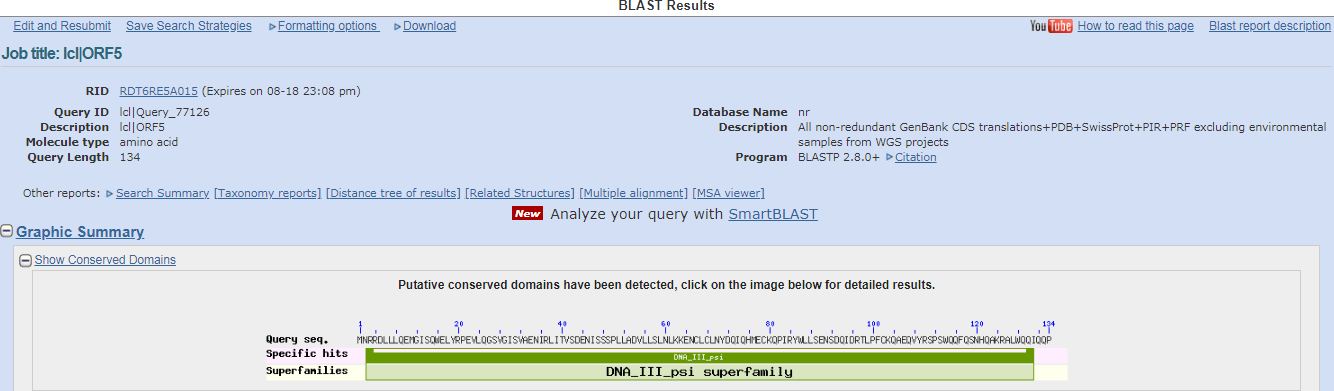 BLAST Results
Edit and Resubmit Save Search Strategies Formatting options Download You Tube How to read this page Blast report description
Job title: lcl|ORF5
RID RDT6RE5A015 (Expires on 08-18 23:08 pm)
Query ID lcl|Query_77126 Database Name nr
Description lcl|ORF5 Description All non-redundant GenBank CDS translations+PDB+SwissProt+PIR+PRF excluding environmental
Molecule type amino acid samples from WGS projects
Query Length 134 Program BLASTP 2.8.0+ Citation
Other reports: Search Summary [Taxonomy reports] [Distance tree of results] [Related Structures] [Multiple alignment] [MSA viewer]
New Analyze your query with SmartBLAST
Graphic Summary
Show Conserved Domains
Putative conserved domains have been detected, click on the image below for detailed results.
1 20 40 60 80 100 120 134
Query seq. MNRRDLLLQEMGISQWELYRPEVLQGSVGISVAENIRLITVSDENISSSPLLADVLLSLNLKKENCLCLNYDQIQHMECKQPIRYWLLSENSDQIDRTLPFCKQAEQVYRSPSWQQFQSNHQAKRALWQQIQQP
Specific hits DNA_III_psi
Superfamilies DNA_III_psi superfamily